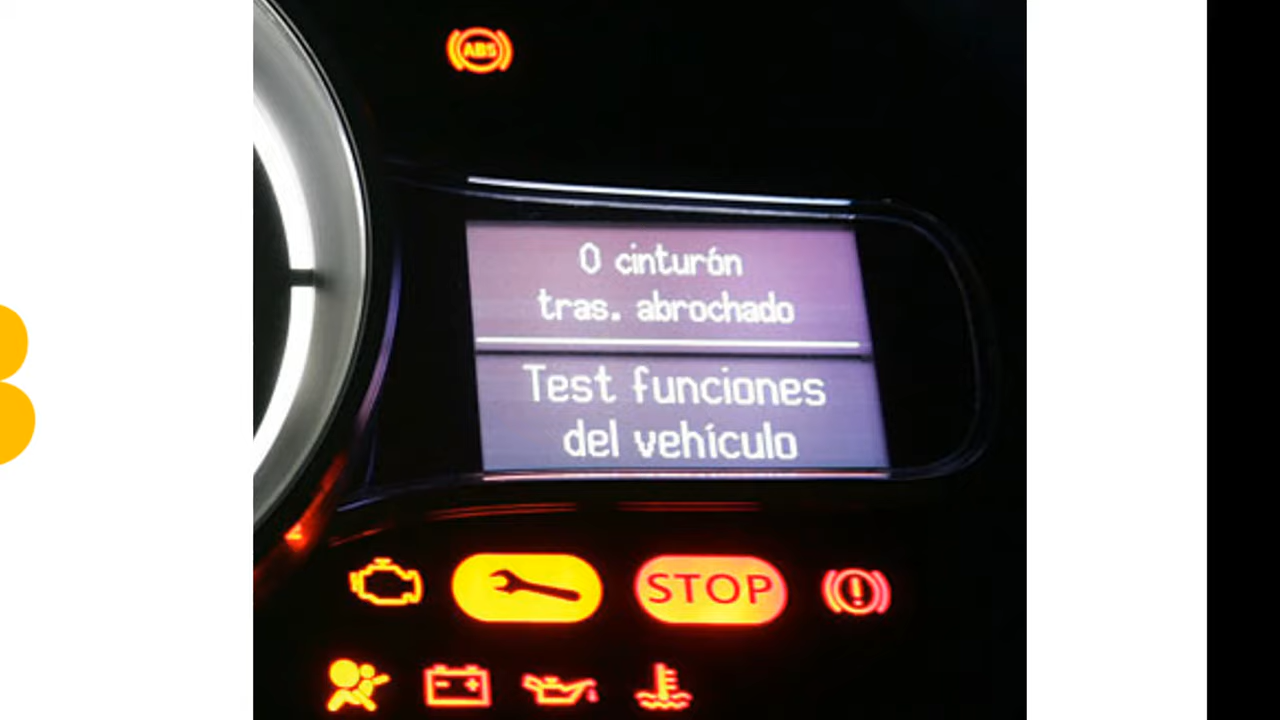 ABS
0 cinturón
tras. abrochado
Test funciones
del vehículo
STOP